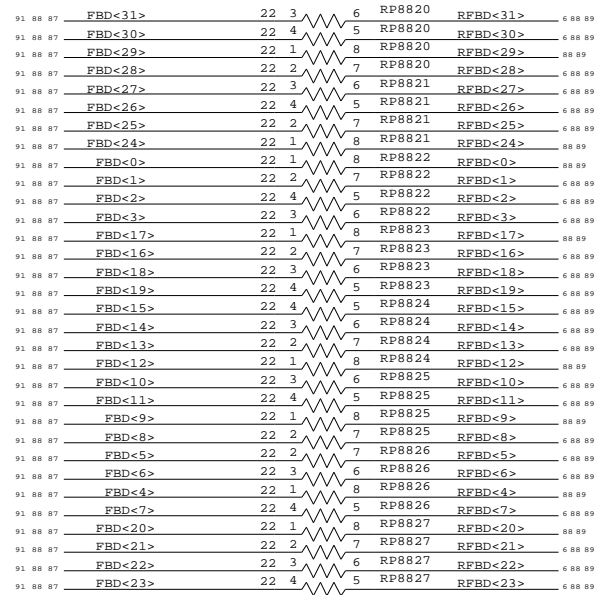 91 88 87 FBD<31> 22 3 6 RP8820 RFBD<31> 6 88 89
91 88 87 FBD<30> 22 4 5 RP8820 RFBD<30> 6 88 89
91 88 87 FBD<29> 22 1 8 RP8820 RFBD<29> 88 89
91 88 87 FBD<28> 22 2 7 RP8820 RFBD<28> 6 88 89
91 88 87 FBD<27> 22 3 6 RP8821 RFBD<27> 6 88 89
91 88 87 FBD<26> 22 4 5 RP8821 RFBD<26> 6 88 89
91 88 87 FBD<25> 22 2 7 RP8821 RFBD<25> 6 88 89
91 88 87 FBD<24> 22 1 8 RP8821 RFBD<24> 88 89
91 88 87 FBD<0> 22 1 8 RP8822 RFBD<0> 88 89
91 88 87 FBD<1> 22 2 7 RP8822 RFBD<1> 6 88 89
91 88 87 FBD<2> 22 4 5 RP8822 RFBD<2> 6 88 89
91 88 87 FBD<3> 22 3 6 RP8822 RFBD<3> 6 88 89
91 88 87 FBD<17> 22 1 8 RP8823 RFBD<17> 88 89
91 88 87 FBD<16> 22 2 7 RP8823 RFBD<16> 6 88 89
91 88 87 FBD<18> 22 3 6 RP8823 RFBD<18> 6 88 89
91 88 87 FBD<19> 22 4 5 RP8823 RFBD<19> 6 88 89
91 88 87 FBD<15> 22 4 5 RP8824 RFBD<15> 6 88 89
91 88 87 FBD<14> 22 3 6 RP8824 RFBD<14> 6 88 89
91 88 87 FBD<13> 22 2 7 RP8824 RFBD<13> 6 88 89
91 88 87 FBD<12> 22 1 8 RP8824 RFBD<12> 88 89
91 88 87 FBD<10> 22 3 6 RP8825 RFBD<10> 6 88 89
91 88 87 FBD<11> 22 4 5 RP8825 RFBD<11> 6 88 89
91 88 87 FBD<9> 22 1 8 RP8825 RFBD<9> 88 89
91 88 87 FBD<8> 22 2 7 RP8825 RFBD<8> 6 88 89
91 88 87 FBD<5> 22 2 7 RP8826 RFBD<5> 6 88 89
91 88 87 FBD<6> 22 3 6 RP8826 RFBD<6> 6 88 89
91 88 87 FBD<4> 22 1 8 RP8826 RFBD<4> 88 89
91 88 87 FBD<7> 22 4 5 RP8826 RFBD<7> 6 88 89
91 88 87 FBD<20> 22 1 8 RP8827 RFBD<20> 88 89
91 88 87 FBD<21> 22 2 7 RP8827 RFBD<21> 6 88 89
91 88 87 FBD<22> 22 3 6 RP8827 RFBD<22> 6 88 89
91 88 87 FBD<23> 22 4 5 RP8827 RFBD<23> 6 88 89